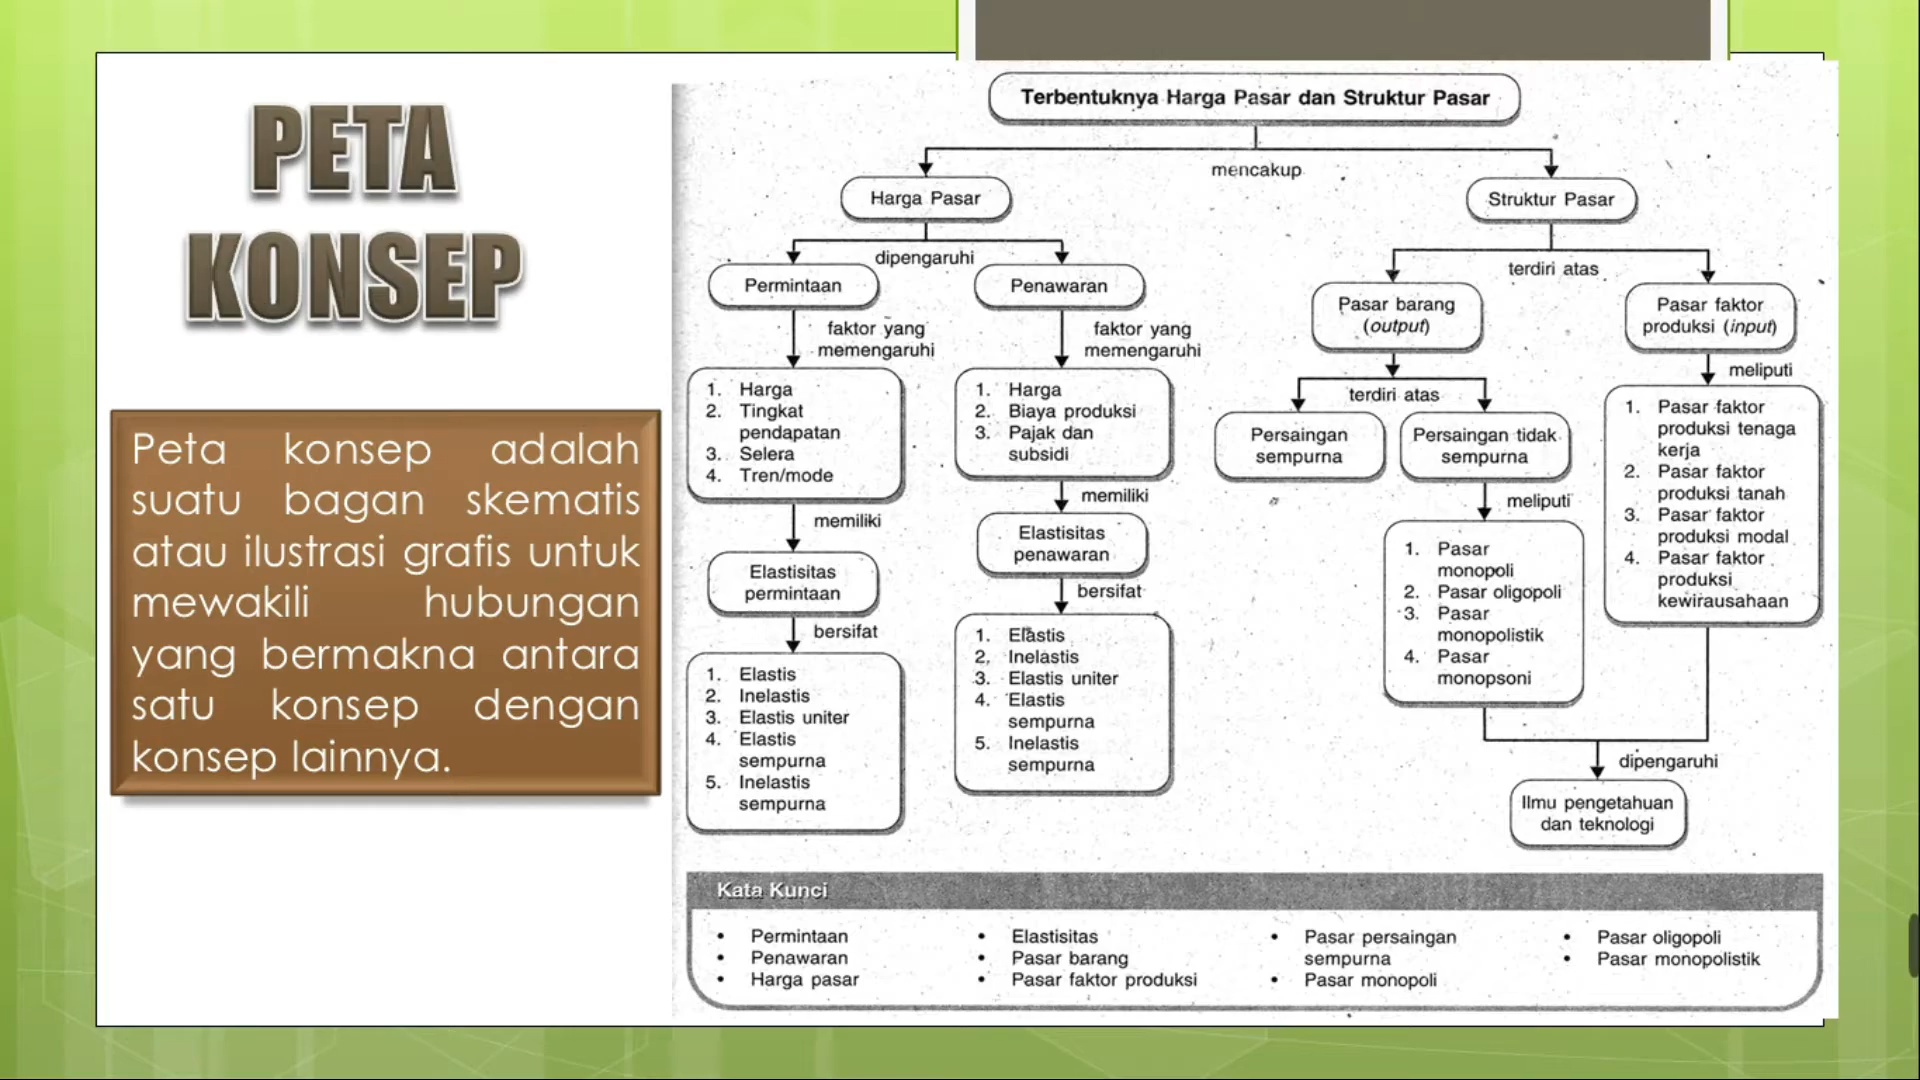 PETA
KONSEP
Peta konsep adalah
suatu bagan skematis
atau ilustrasi grafis untuk
mewakili hubungan
yang bermakna antara
satu konsep dengan
konsep lainnya.
Terbentuknya Harga Pasar dan Struktur Pasar
mencakup
Harga Pasar
dipengaruhi
Permintaan
faktor yang
memengaruhi
1. Harga
2. Tingkat
pendapatan
3. Selera
4. Tren/mode
memiliki
Elastisitas
permintaan
bersifat
1. Elastis
2. Inelastis
3. Elastis uniter
4. Elastis
sempurna
5. Inelastis
sempurna
Penawaran
faktor yang
memengaruhi
1. Harga
2. Biaya produksi
3. Pajak dan
subsidi
memiliki
Elastisitas
penawaran
bersifat
1. Elastis
2. Inelastis
3. Elastis uniter
4. Elastis
sempurna
5. Inelastis
sempurna
Struktur Pasar
terdiri atas
Pasar barang
(output)
terdiri atas
Persaingan
sempurna
Persaingan tidak
sempurna
meliputi
1. Pasar
monopoli
2. Pasar oligopoli
3. Pasar
monopolistik
4. Pasar
monopsoni
Pasar faktor
produksi (input)
meliputi
1. Pasar faktor
produksi tenaga
kerja
2. Pasar faktor
produksi tanah
3. Pasar faktor
produksi modal
4. Pasar faktor
produksi
kewirausahaan
dipengaruhi
Ilmu pengetahuan
dan teknologi
Kata Kunci
• Permintaan
• Penawaran
• Harga pasar
• Elastisitas
• Pasar barang
• Pasar faktor produksi
• Pasar persaingan
sempurna
• Pasar monopoli
• Pasar oligopoli
• Pasar monopolistik